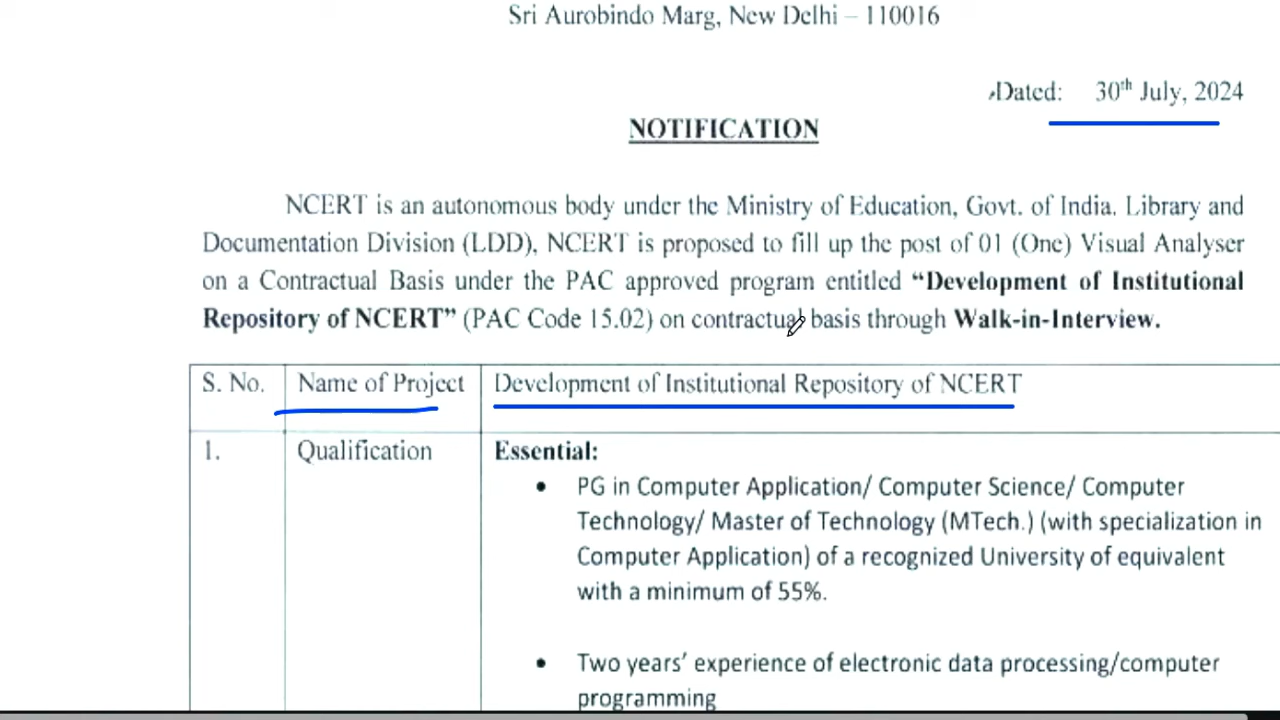 Sri Aurobindo Marg, New Delhi – 110016
Dated: 30th July, 2024
NOTIFICATION
NCERT is an autonomous body under the Ministry of Education, Govt. of India. Library and
Documentation Division (LDD), NCERT is proposed to fill up the post of 01 (One) Visual Analyser
on a Contractual Basis under the PAC approved program entitled “Development of Institutional
Repository of NCERT” (PAC Code 15.02) on contractual basis through Walk-in-Interview.
S. No. Name of Project Development of Institutional Repository of NCERT
1. Qualification Essential:
• PG in Computer Application/ Computer Science/ Computer
Technology/ Master of Technology (MTech.) (with specialization in
Computer Application) of a recognized University of equivalent
with a minimum of 55%.
• Two years’ experience of electronic data processing/computer
programming